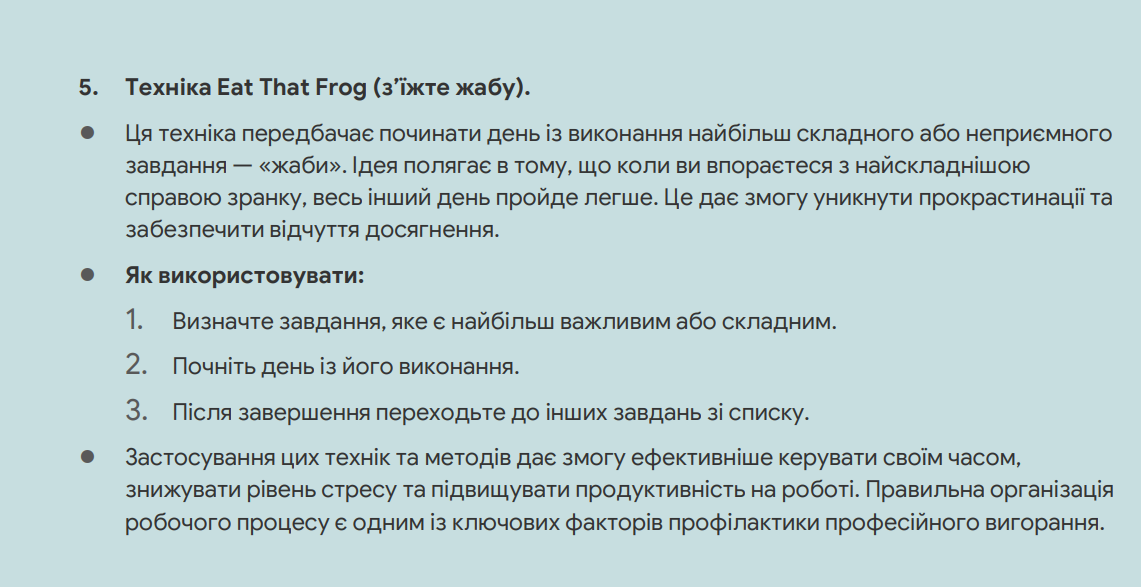 5. Техніка Eat That Frog (з’їжте жабу).
● Ця техніка передбачає починати день із виконання найбільш складного або неприємного
завдання — «жаби». Ідея полягає в тому, що коли ви впораєтеся з найскладнішою
справою зранку, весь інший день пройде легше. Це дає змогу уникнути прокрастинації та
забезпечити відчуття досягнення.
● Як використовувати:
1. Визначте завдання, яке є найбільш важливим або складним.
2. Почніть день із його виконання.
3. Після завершення переходьте до інших завдань зі списку.
● Застосування цих технік та методів дає змогу ефективніше керувати своїм часом,
знижувати рівень стресу та підвищувати продуктивність на роботі. Правильна організація
робочого процесу є одним із ключових факторів профілактики професійного вигорання.